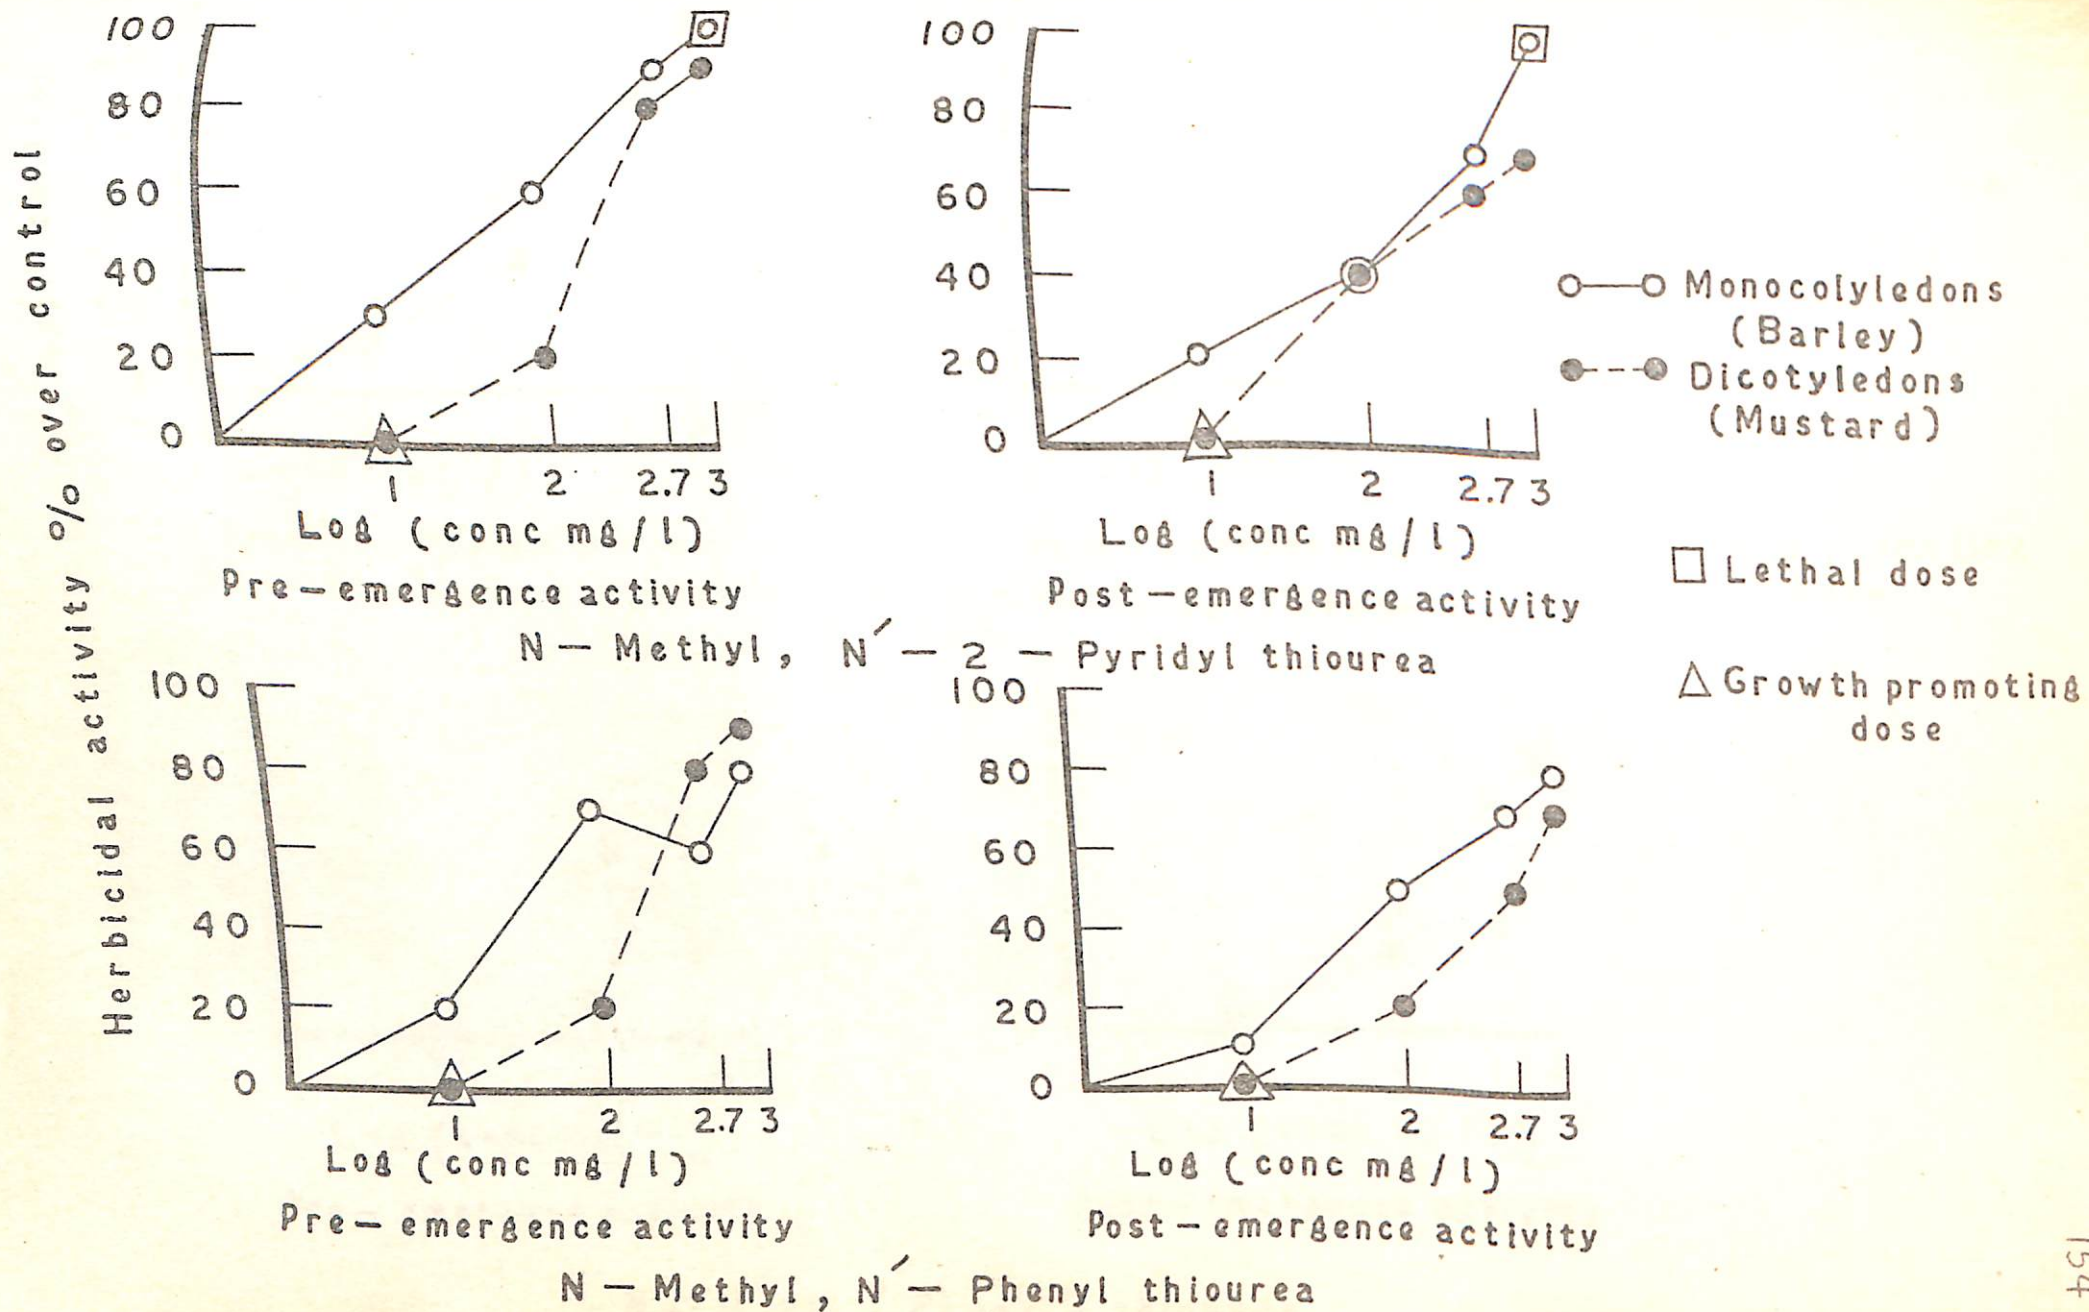 Herbicidal activity % over control
100
80
60
40
20
0
1 2 2.7 3
Log (conc mg/l)
Pre-emergence activity
100
80
60
40
20
0
1 2 2.7 3
Log (conc mg/l)
Post-emergence activity
Monocolyledons
(Barley)
Dicotyledons
(Mustard)
Lethal dose
Growth promoting
dose
N-Methyl, N′-2-Pyridyl thiourea
100
80
60
40
20
0
1 2 2.7 3
Log (conc mg/l)
Pre-emergence activity
100
80
60
40
20
0
1 2 2.7 3
Log (conc mg/l)
Post-emergence activity
N-Methyl, N′-Phenyl thiourea
154